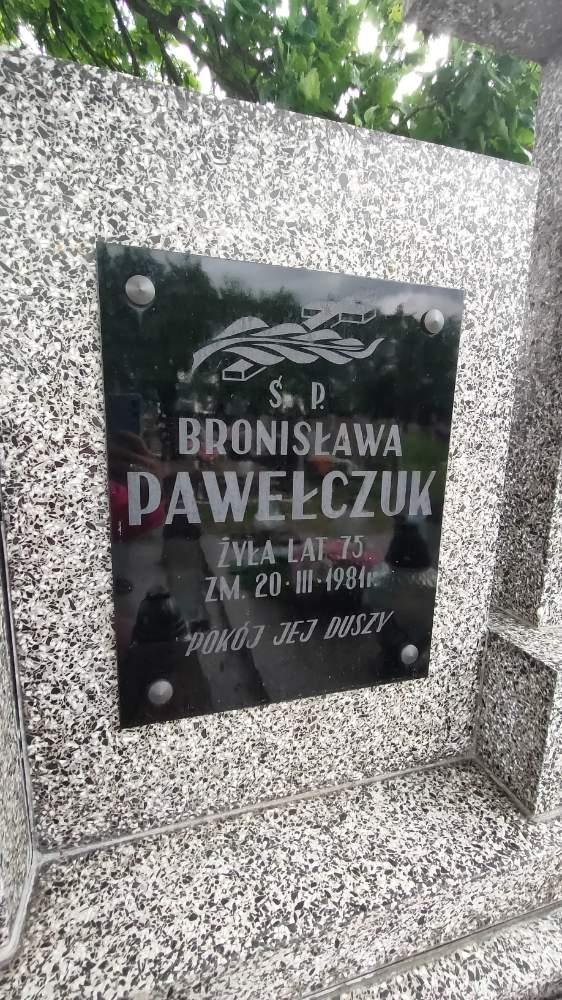 Ś. P.
BRONISŁAWA
PAWEŁCZUK
ŻYŁA LAT 75
ZM. 20·III·1981r.
POKÓJ JEJ DUSZY